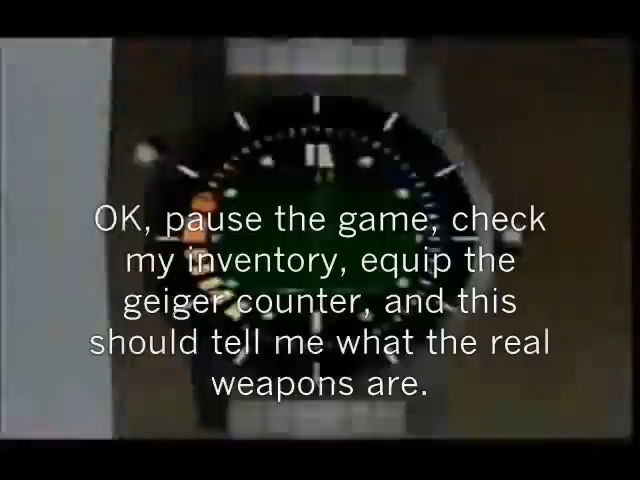 OK, pause the game, check
my inventory, equip the
geiger counter, and this
should tell me what the real
weapons are.